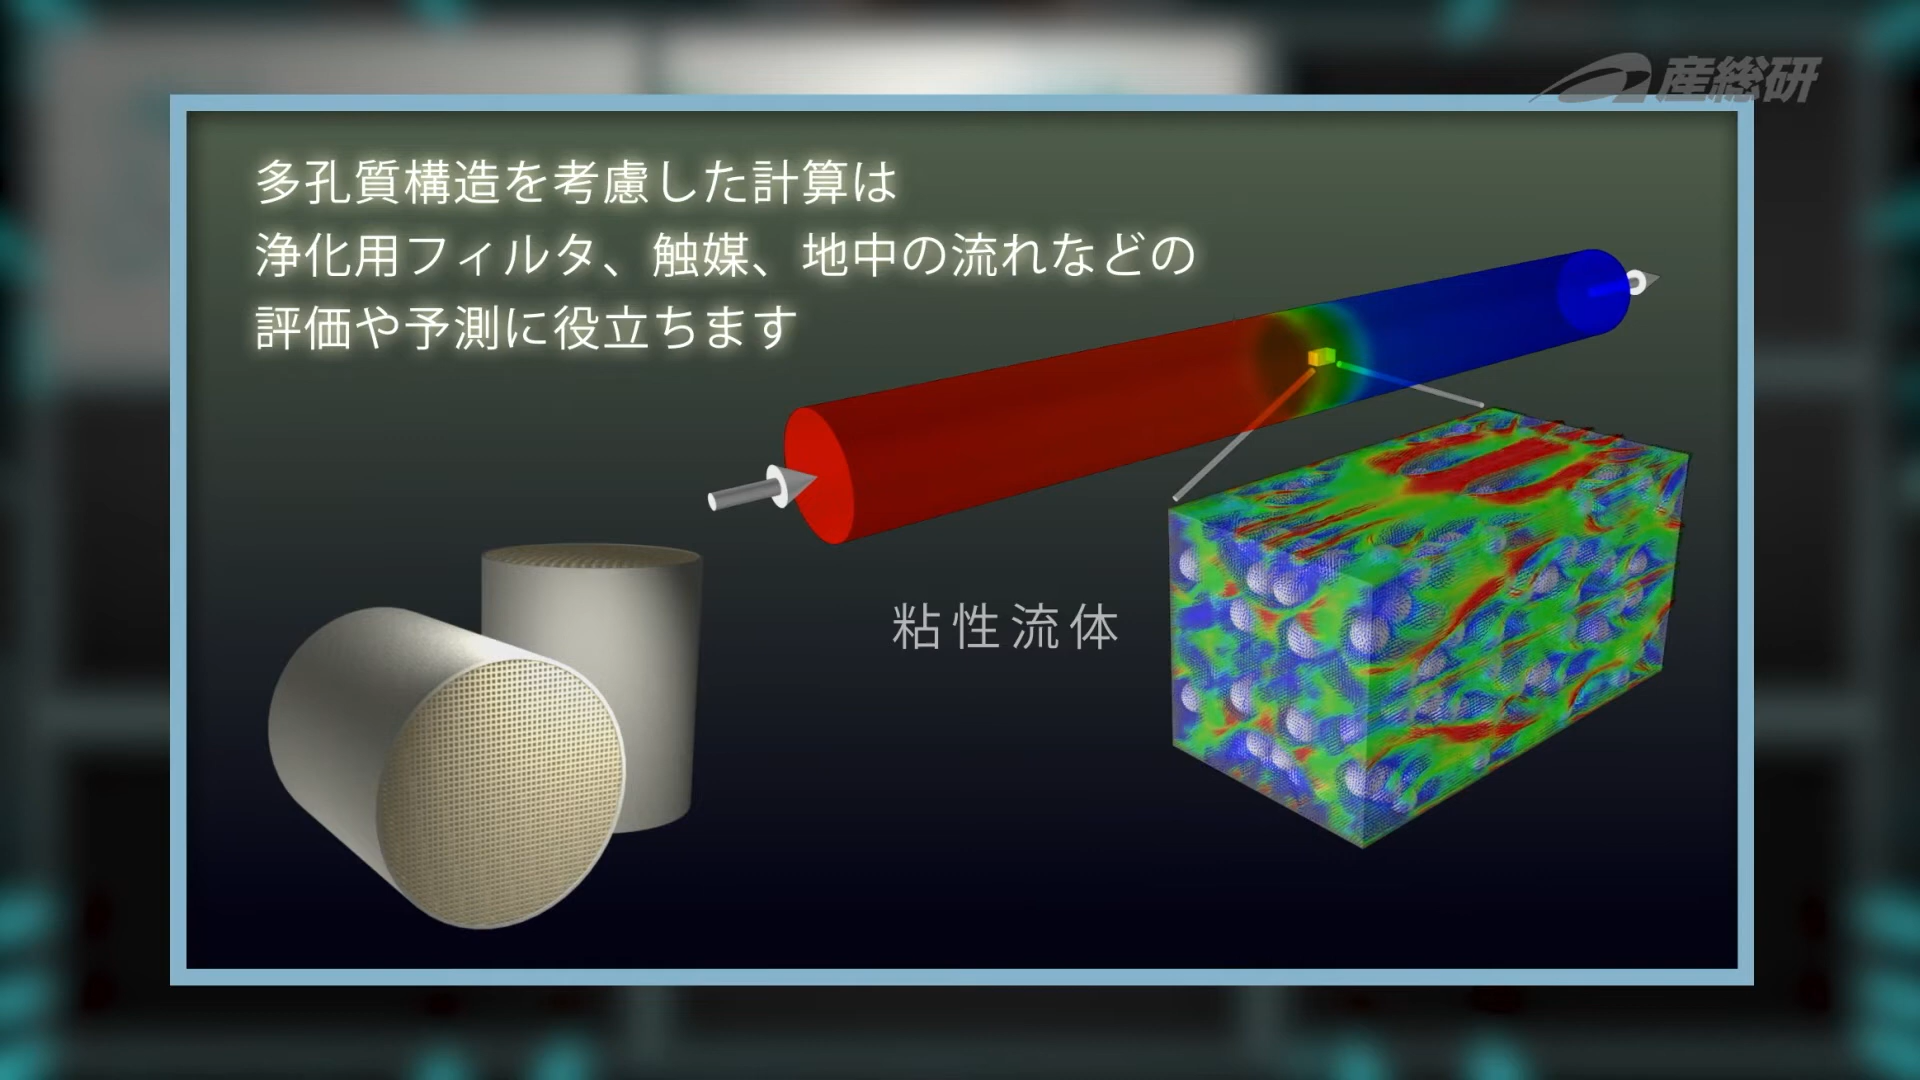 産総研
多孔質構造を考慮した計算は
浄化用フィルタ、触媒、地中の流れなどの
評価や予測に役立ちます
粘性流体